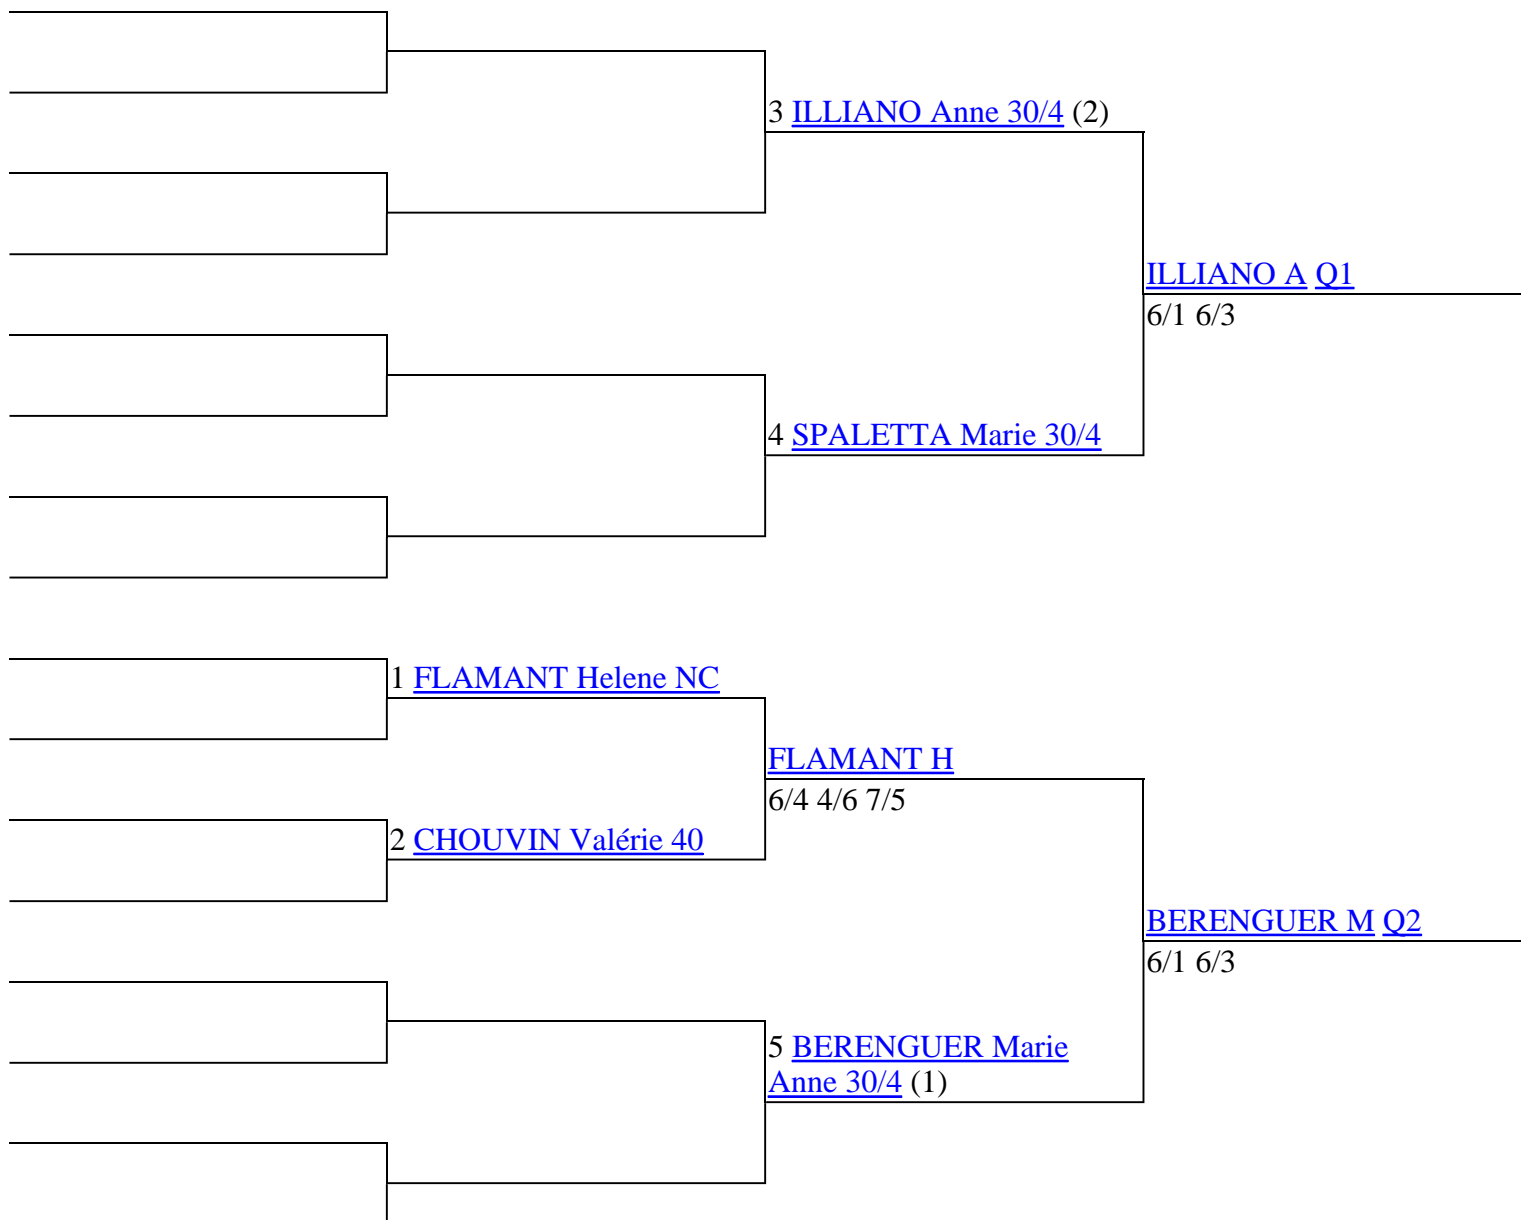 3 ILLIANO Anne 30/4 (2)
ILLIANO A Q1
6/1 6/3
4 SPALETTA Marie 30/4
1 FLAMANT Helene NC
FLAMANT H
6/4 4/6 7/5
2 CHOUVIN Valérie 40
BERENGUER M Q2
6/1 6/3
5 BERENGUER Marie
Anne 30/4 (1)